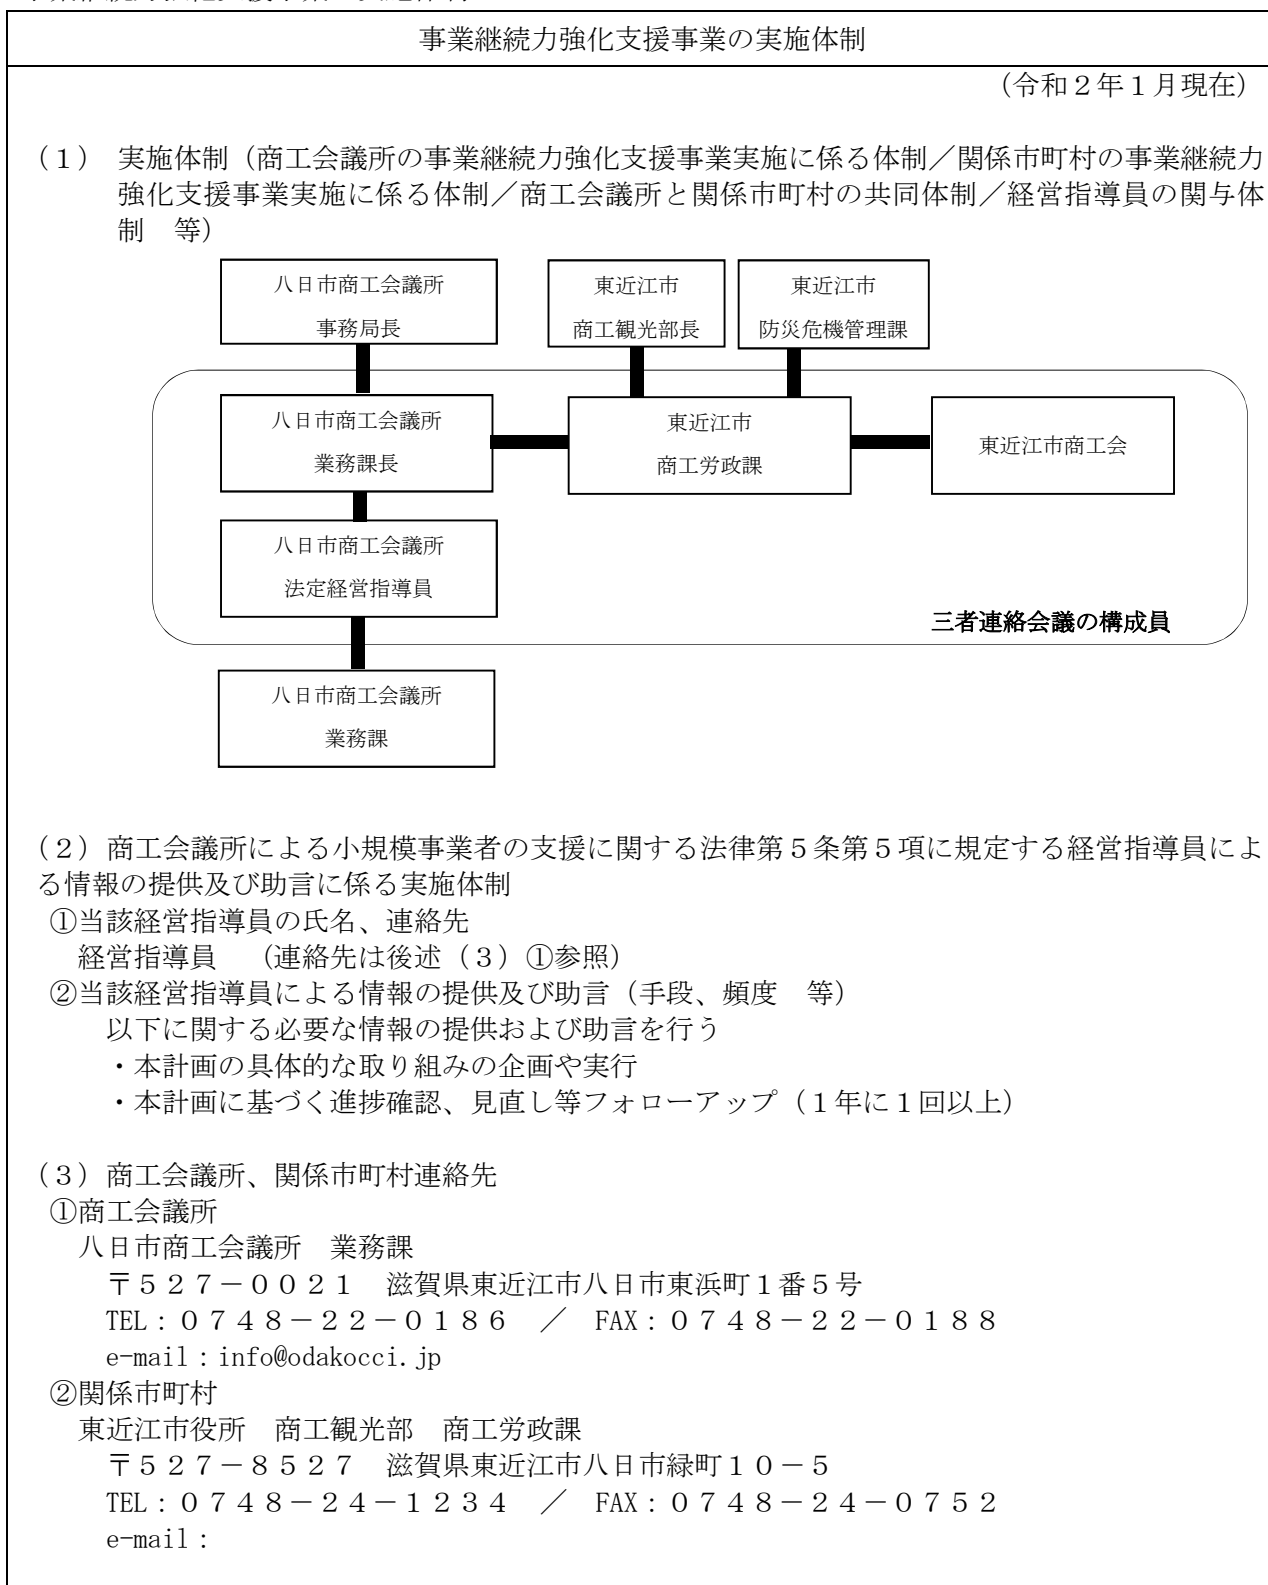 事業継続力強化支援事業の実施体制
（令和２年１月現在）
（１）　実施体制（商工会議所の事業継続力強化支援事業実施に係る体制／関係市町村の事業継続力
強化支援事業実施に係る体制／商工会議所と関係市町村の共同体制／経営指導員の関与体
制　等）
八日市商工会議所
事務局長
東近江市
商工観光部長
東近江市
防災危機管理課
八日市商工会議所
業務課長
東近江市
商工労政課
東近江市商工会
八日市商工会議所
法定経営指導員
三者連絡会議の構成員
八日市商工会議所
業務課
（２）商工会議所による小規模事業者の支援に関する法律第５条第５項に規定する経営指導員によ
る情報の提供及び助言に係る実施体制
①当該経営指導員の氏名、連絡先
経営指導員　（連絡先は後述（３）①参照）
②当該経営指導員による情報の提供及び助言（手段、頻度　等）
以下に関する必要な情報の提供および助言を行う
・本計画の具体的な取り組みの企画や実行
・本計画に基づく進捗確認、見直し等フォローアップ（１年に１回以上）
（３）商工会議所、関係市町村連絡先
①商工会議所
八日市商工会議所　業務課
〒５２７－００２１　滋賀県東近江市八日市東浜町１番５号
TEL：０７４８－２２－０１８６　／　FAX：０７４８－２２－０１８８
e-mail：info@odakocci.jp
②関係市町村
東近江市役所　商工観光部　商工労政課
〒５２７－８５２７　滋賀県東近江市八日市緑町１０－５
TEL：０７４８－２４－１２３４　／　FAX：０７４８－２４－０７５２
e-mail：